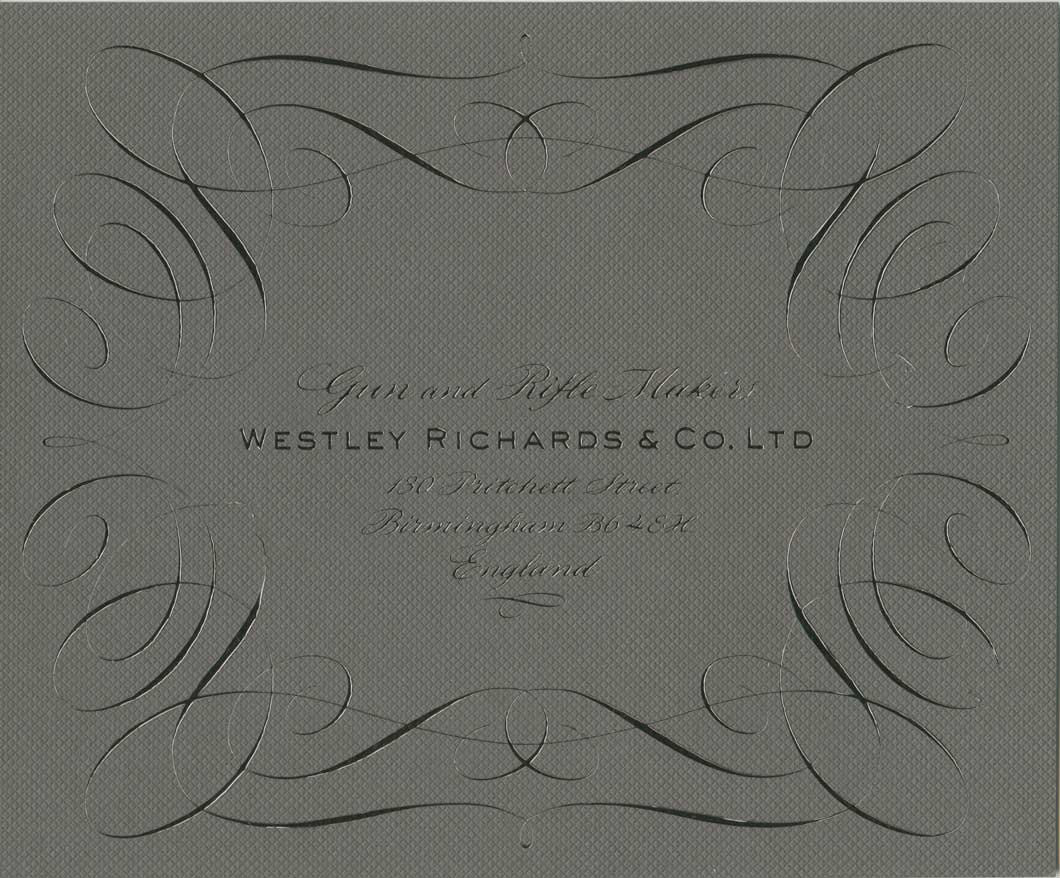 Gun and Rifle Makers
WESTLEY RICHARDS & CO. LTD
130 Pritchett Street,
Birmingham B6 4EH
England